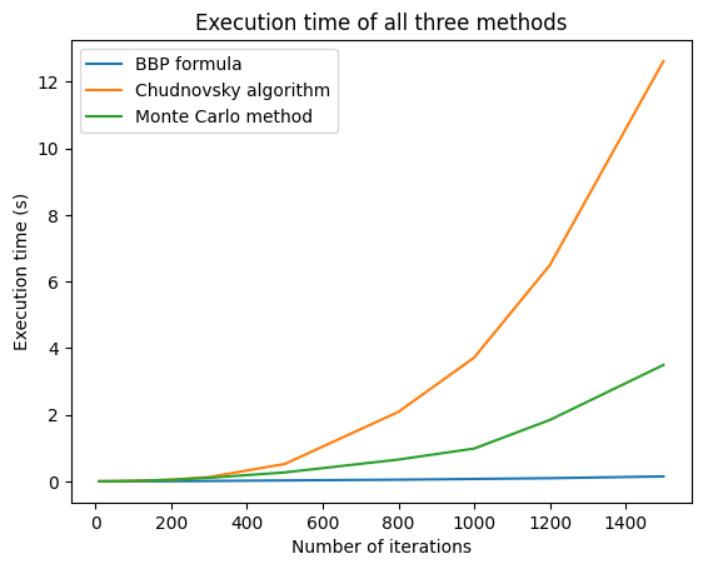 Execution time of all three methods
BBP formula
Chudnovsky algorithm
Monte Carlo method
Execution time (s)
12
10
8
6
4
2
0
0 200 400 600 800 1000 1200 1400
Number of iterations